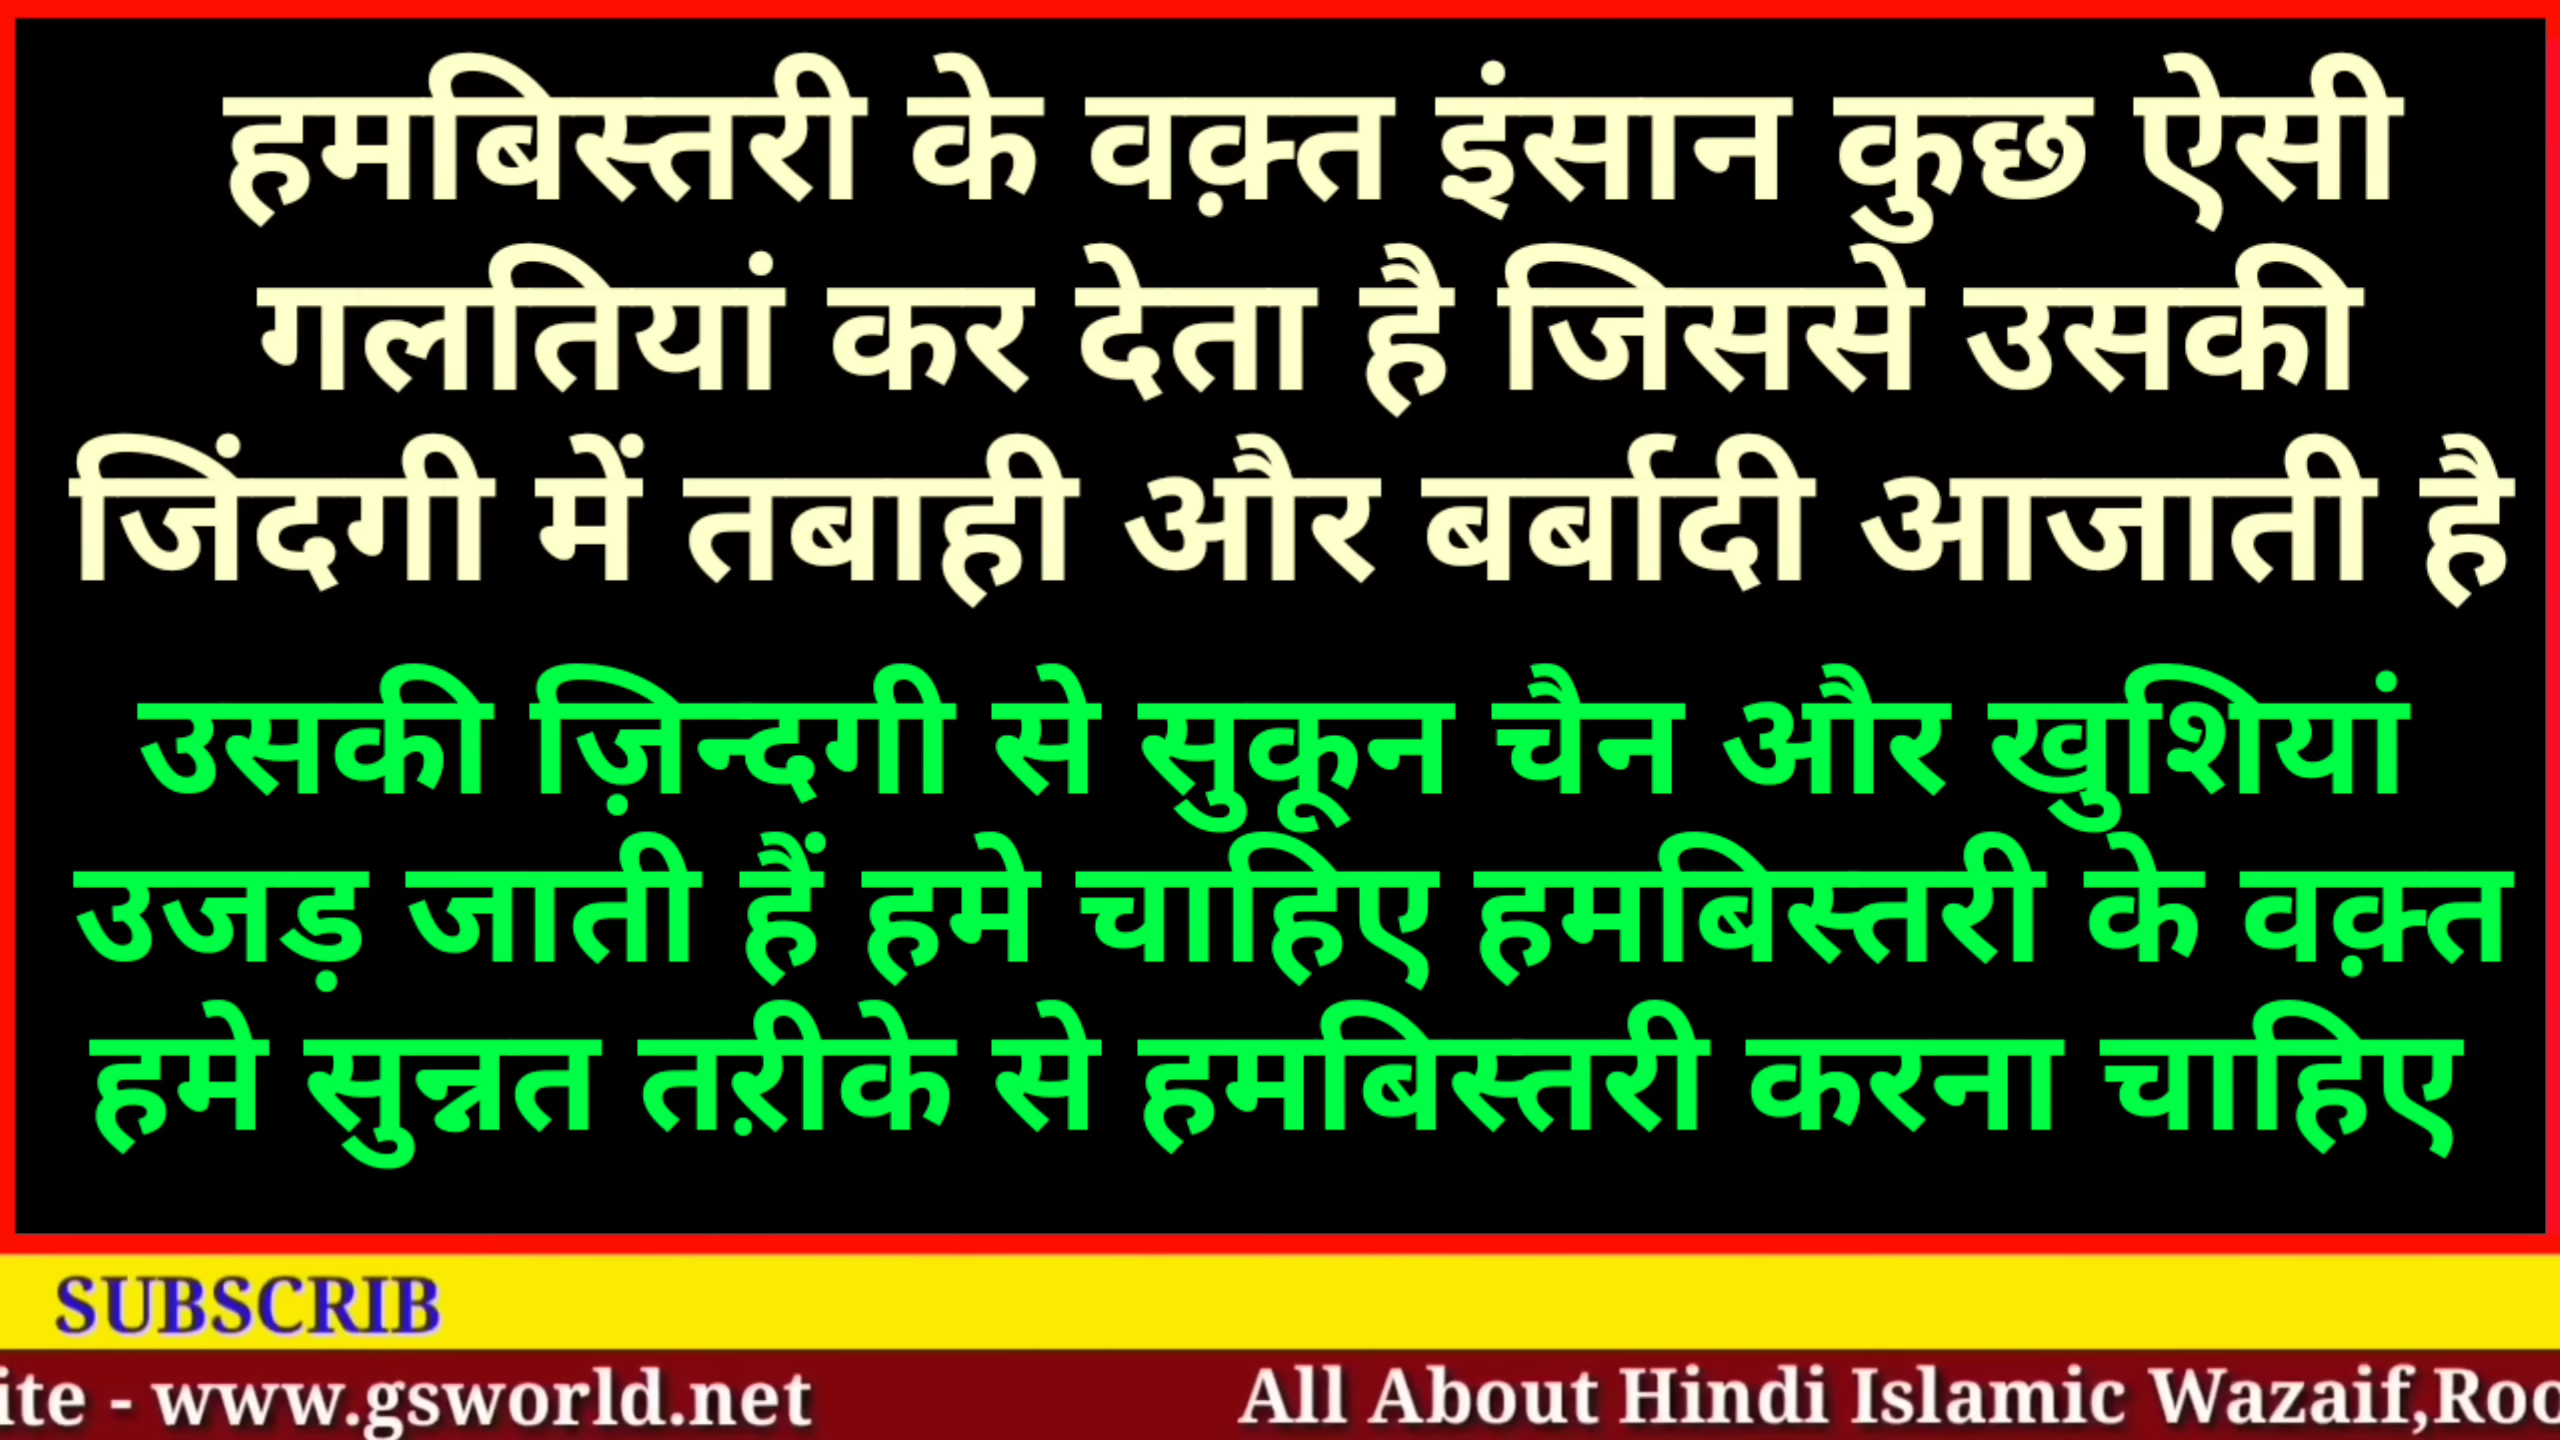 हमबिस्तरी के वक़्त इंसान कुछ ऐसी
गलतियां कर देता है जिससे उसकी
जिंदगी में तबाही और बर्बादी आजाती है
उसकी ज़िन्दगी से सुकून चैन और खुशियां
उजड़ जाती हैं हमे चाहिए हमबिस्तरी के वक़्त
हमे सुन्नत तऱीके से हमबिस्तरी करना चाहिए
SUBSCRIB
ite - www.gsworld.net All About Hindi Islamic Wazaif,Roo